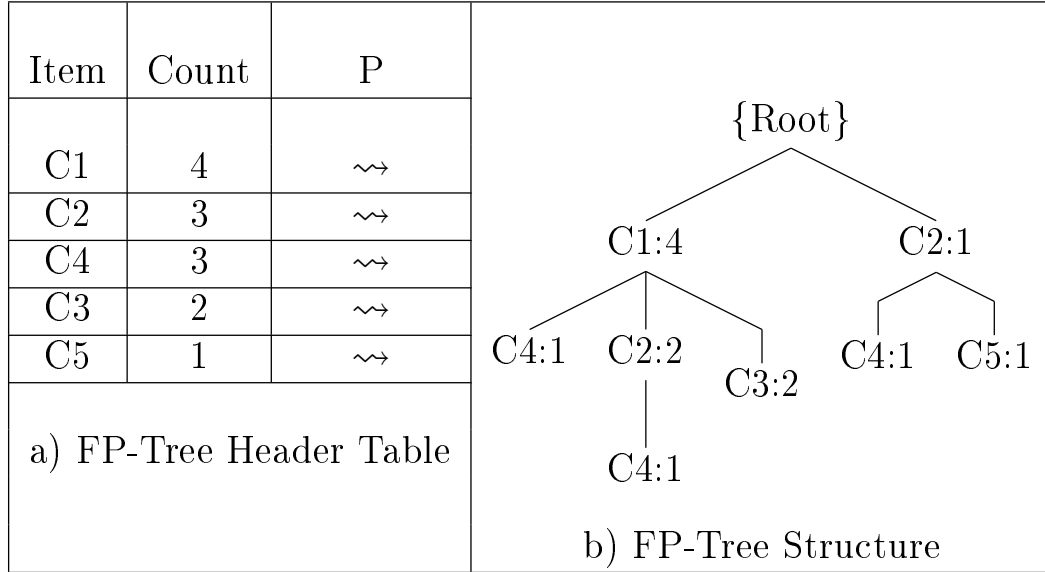 Item Count P
C1 4 ⇝
C2 3 ⇝
C4 3 ⇝
C3 2 ⇝
C5 1 ⇝
a) FP-Tree Header Table
{Root}
C1:4 C2:1
C4:1 C2:2 C3:2 C4:1 C5:1
C4:1
b) FP-Tree Structure